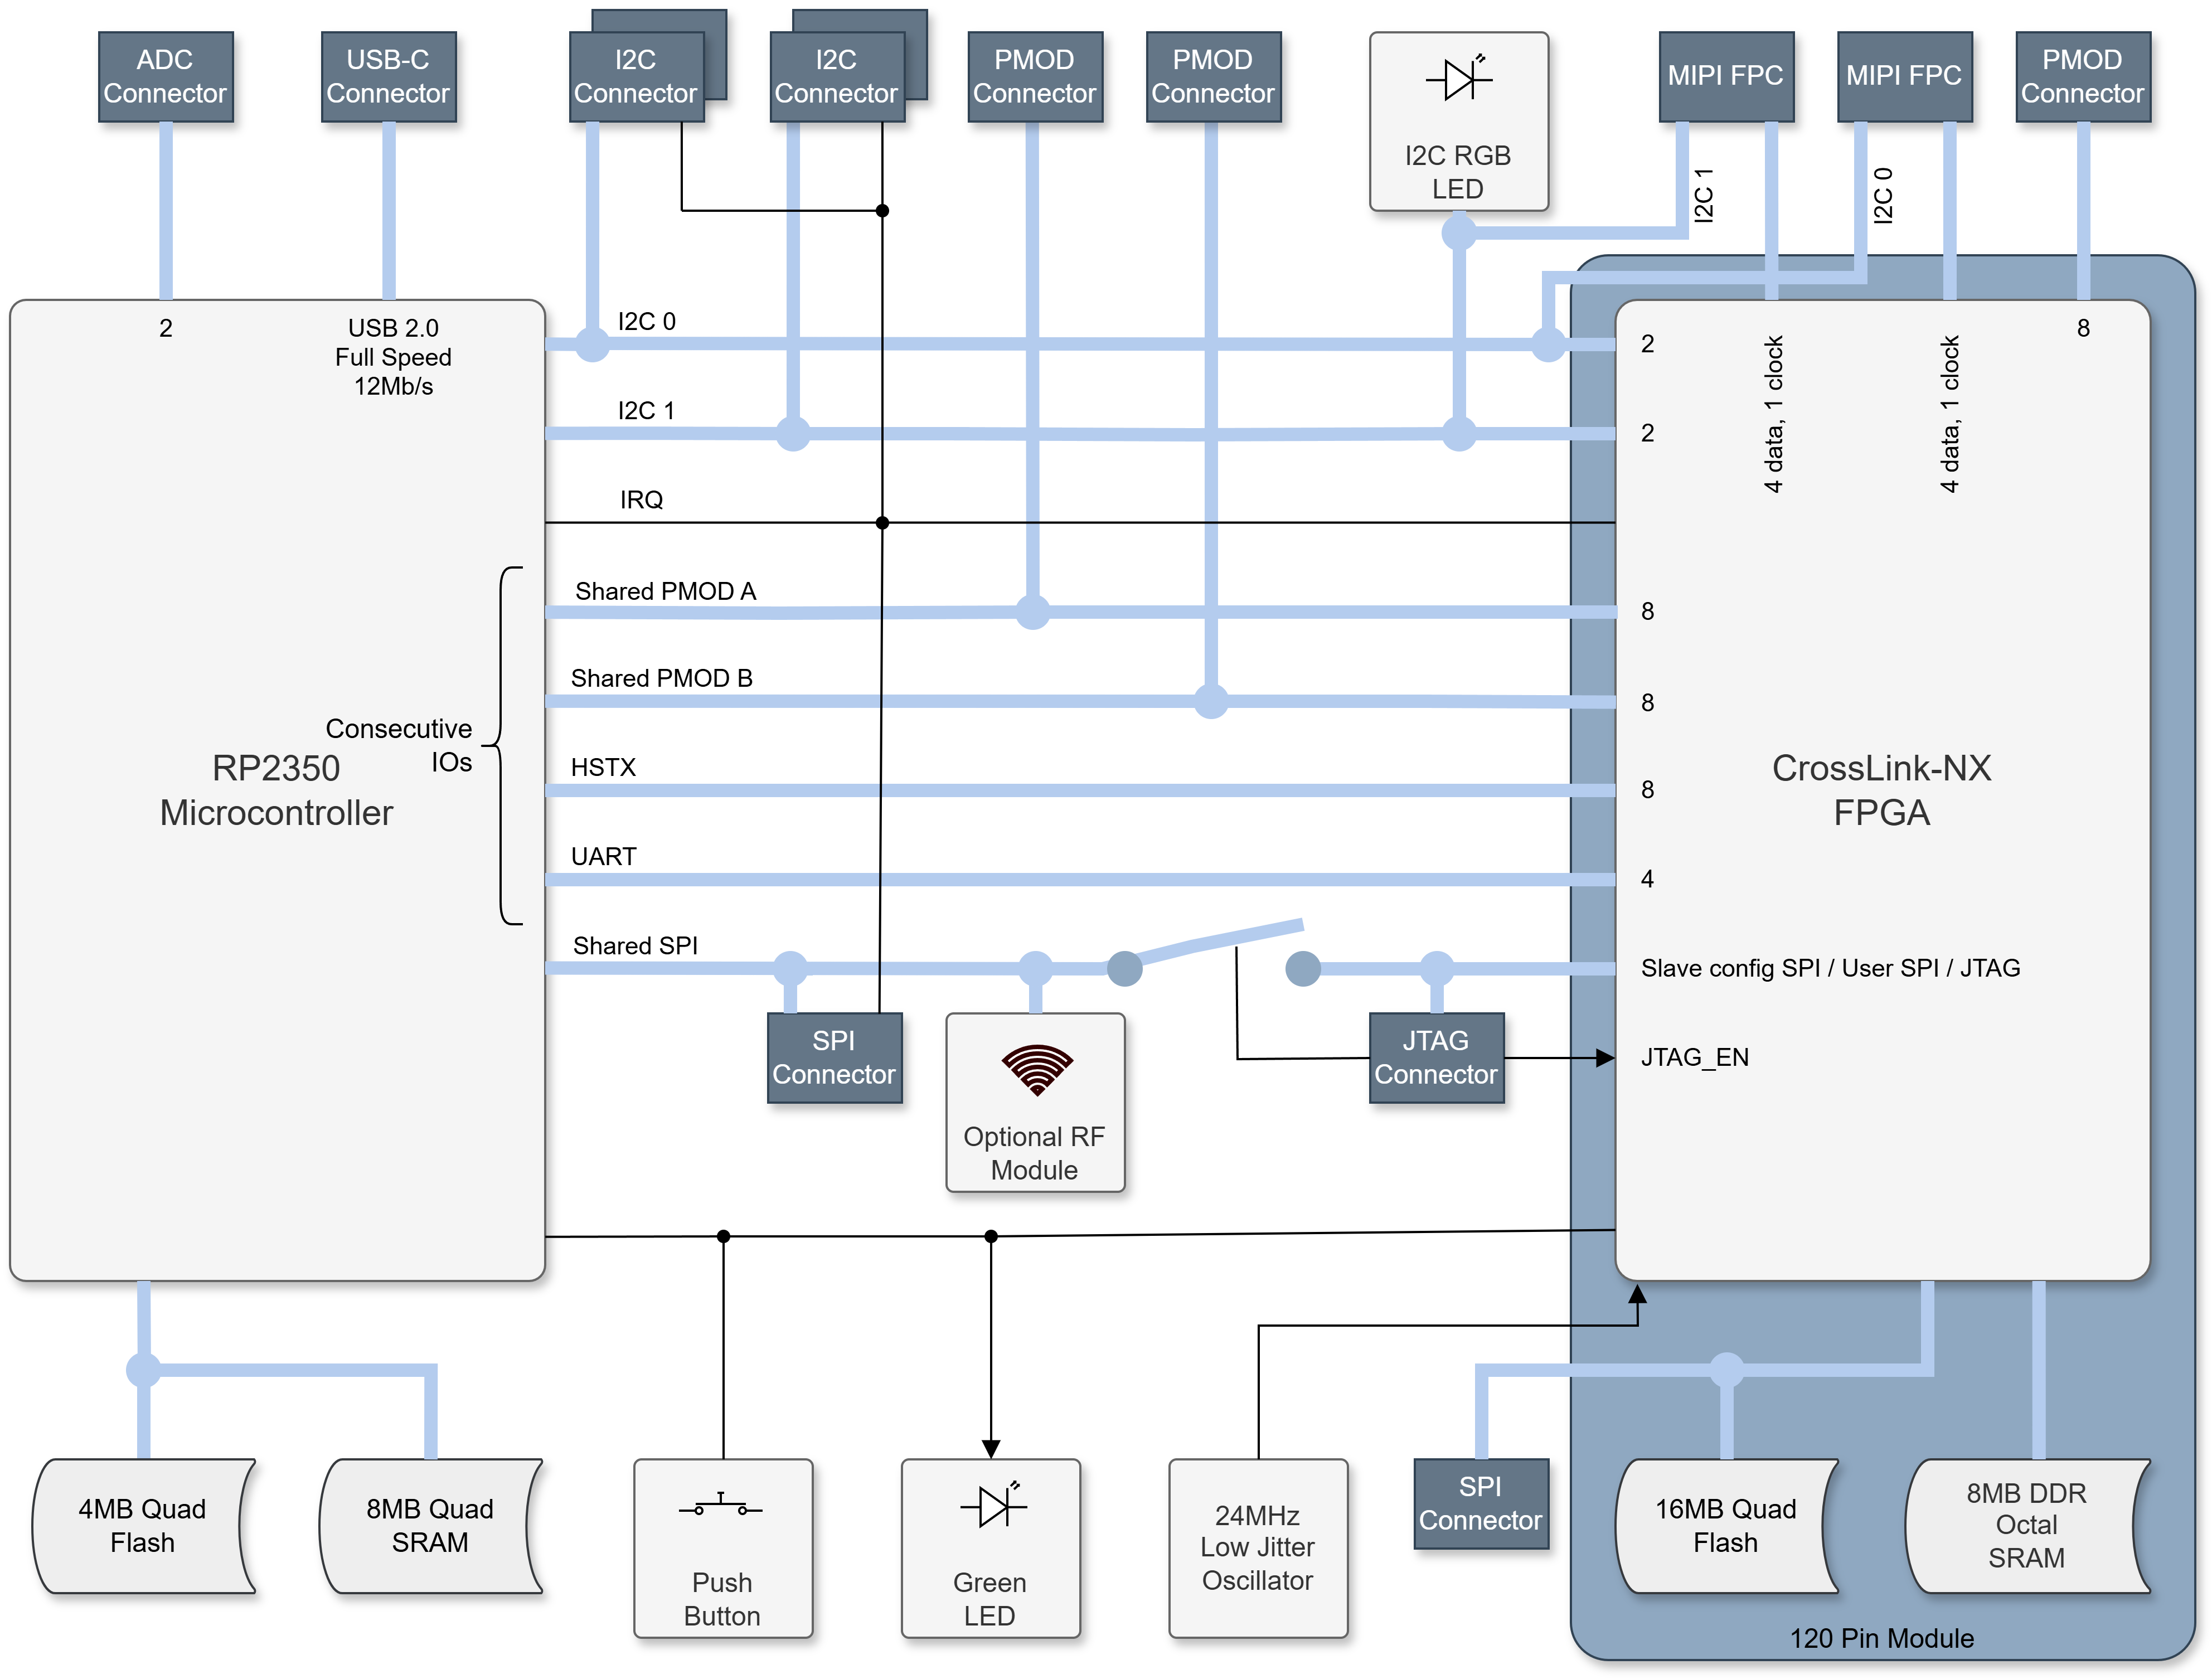 ADC
Connector
USB-C
Connector
I2C
Connector
I2C
Connector
PMOD
Connector
PMOD
Connector
I2C RGB
LED
MIPI FPC
MIPI FPC
PMOD
Connector
I2C 1
I2C 0
2
USB 2.0
Full Speed
12Mb/s
I2C 0
I2C 1
IRQ
Shared PMOD A
Shared PMOD B
HSTX
UART
Shared SPI
Consecutive
IOs
RP2350
Microcontroller
2
2
4 data, 1 clock
4 data, 1 clock
8
8
8
8
4
CrossLink-NX
FPGA
Slave config SPI / User SPI / JTAG
JTAG_EN
SPI
Connector
Optional RF
Module
JTAG
Connector
4MB Quad
Flash
8MB Quad
SRAM
Push
Button
Green
LED
24MHz
Low Jitter
Oscillator
SPI
Connector
16MB Quad
Flash
8MB DDR
Octal
SRAM
120 Pin Module